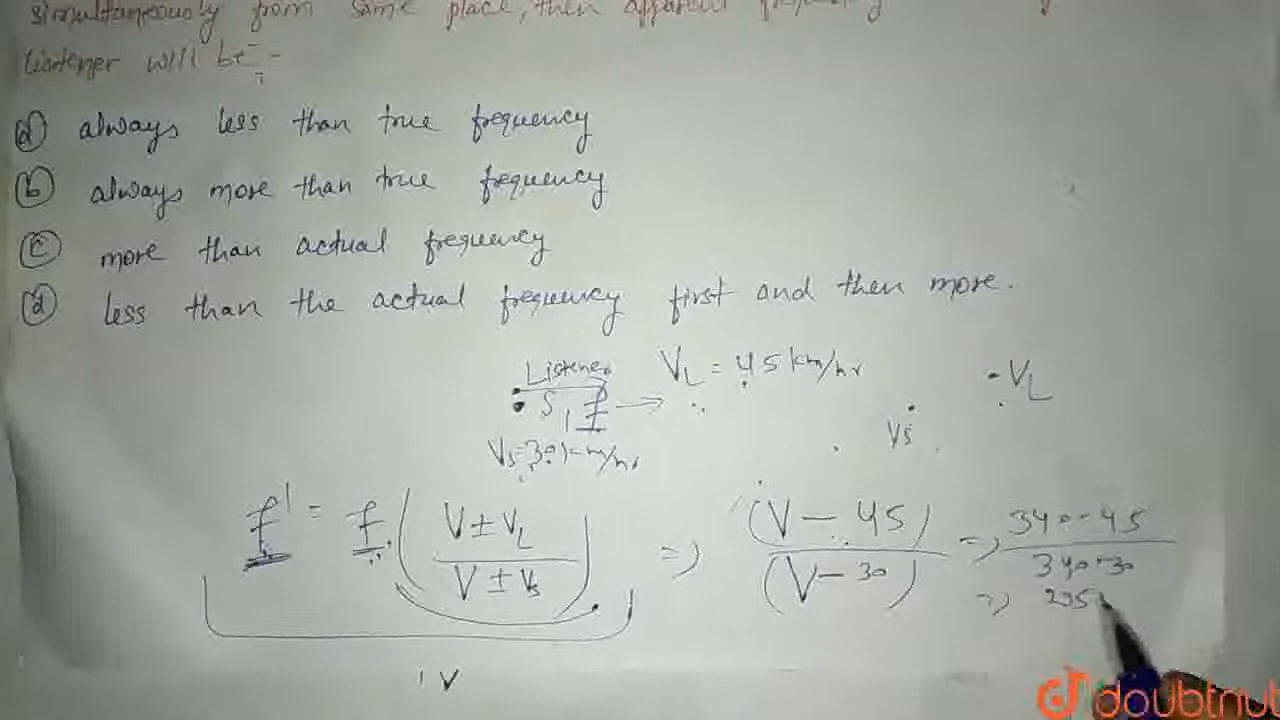 simultaneously from same place, then apparent frequency
Listener will be:-
(a) always less than true frequency
(b) always more than true frequency
(c) more than actual frequency
(d) less than the actual frequency first and then more.
Listener
V_L = 45 km/hr
• V_L
S, f →
V_s = 30 km/hr
Vs
f' = f ( V ± V_L / V ± V_s ) => (V - 45) / (V - 30) => 340 - 45 / 340 - 30
=> 295
doubtnut